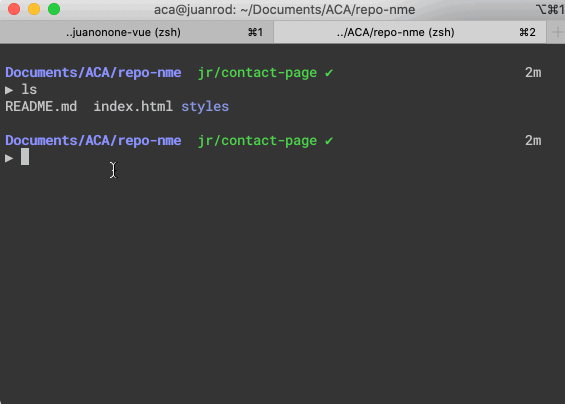 aca@juanrod: ~/Documents/ACA/repo-nme ⌥⌘1
..juanonone-vue (zsh) ⌘1 ../ACA/repo-nme (zsh) ⌘2 +
Documents/ACA/repo-nme jr/contact-page ✔ 2m
▶ ls
README.md index.html styles
Documents/ACA/repo-nme jr/contact-page ✔ 2m
▶